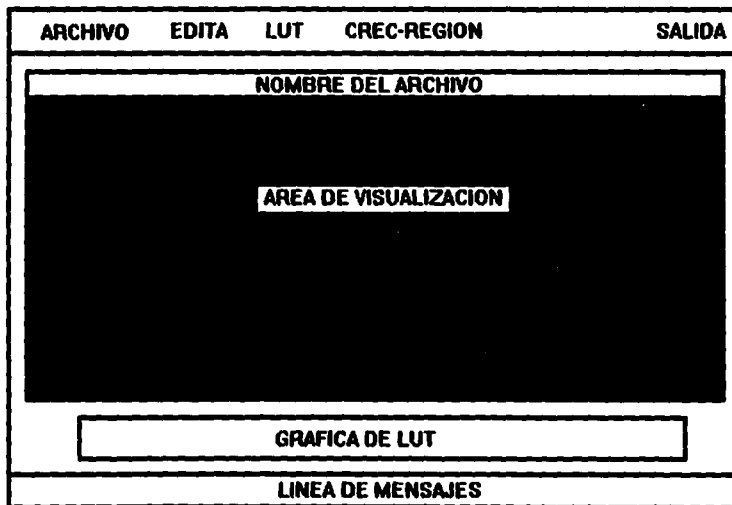 ARCHIVO EDITA LUT CREC-REGION SALIDA
NOMBRE DEL ARCHIVO
AREA DE VISUALIZACION
GRAFICA DE LUT
LINEA DE MENSAJES